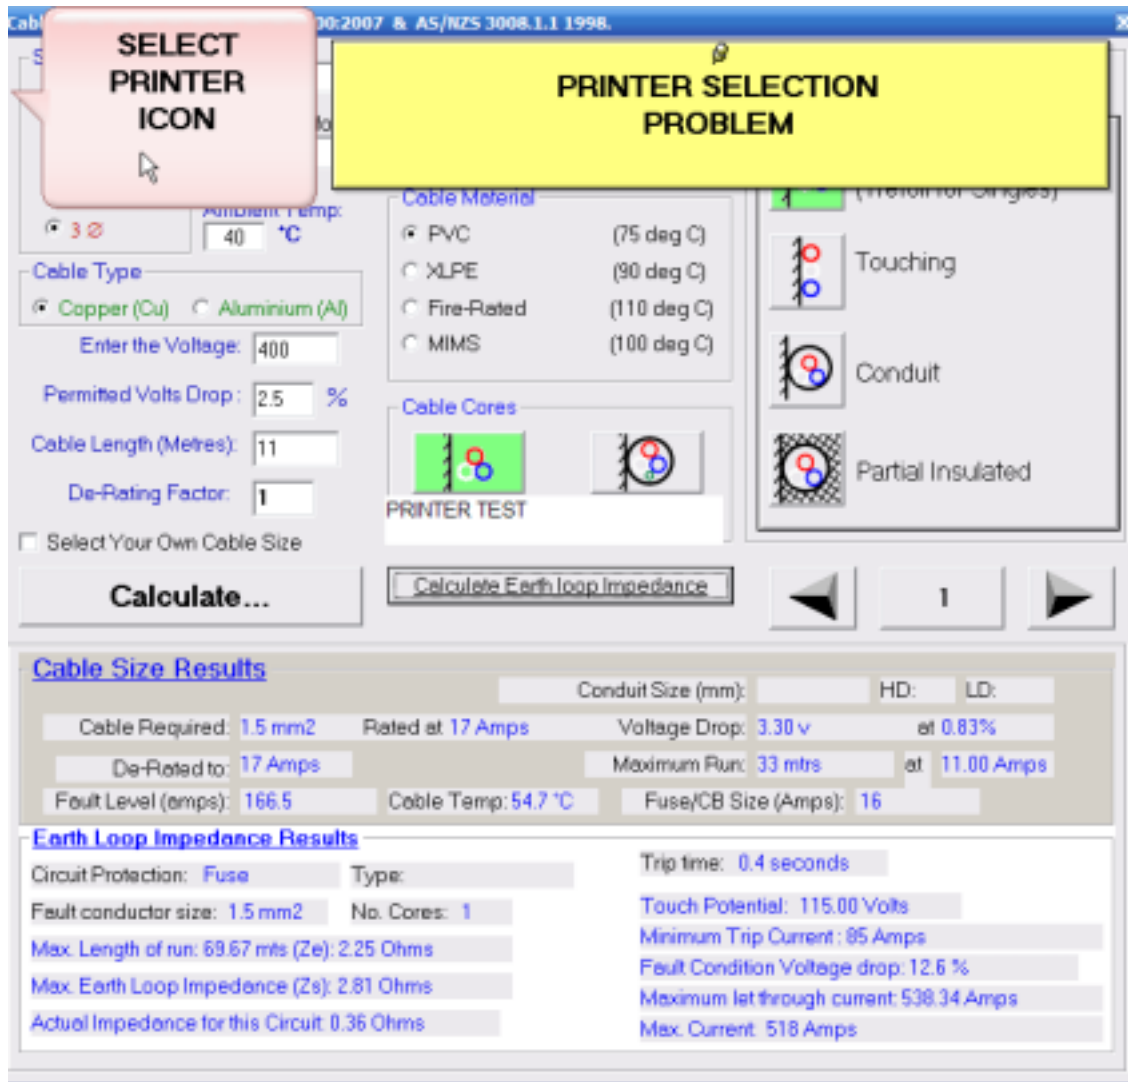 Cabl
00:2007 & AS/NZS 3008.1.1 1998.
SELECT
PRINTER
ICON
PRINTER SELECTION
PROBLEM
3 Ø
Ambient Temp:
40 °C
Cable Type
Copper (Cu) Aluminium (Al)
Enter the Voltage: 400
Permitted Volts Drop : 2.5 %
Cable Length (Metres): 11
De-Rating Factor: 1
Select Your Own Cable Size
Cable Material
PVC (75 deg C)
XLPE (90 deg C)
Fire-Rated (110 deg C)
MIMS (100 deg C)
Cable Cores
PRINTER TEST
(Trefoil for Singles)
Touching
Conduit
Partial Insulated
Calculate...
Calculate Earth loop Impedance
1
Cable Size Results
Conduit Size (mm): HD: LD:
Cable Required: 1.5 mm2 Rated at 17 Amps Voltage Drop: 3.30 v at 0.83%
De-Rated to: 17 Amps Maximum Run: 33 mtrs at 11.00 Amps
Fault Level (amps): 166.5 Cable Temp: 54.7 °C Fuse/CB Size (Amps): 16
Earth Loop Impedance Results
Circuit Protection: Fuse Type:
Fault conductor size: 1.5 mm2 No. Cores: 1
Max. Length of run: 69.67 mts (Ze): 2.25 Ohms
Max. Earth Loop Impedance (Zs): 2.81 Ohms
Actual Impedance for this Circuit: 0.36 Ohms
Trip time: 0.4 seconds
Touch Potential: 115.00 Volts
Minimum Trip Current : 85 Amps
Fault Condition Voltage drop: 12.6 %
Maximum let through current: 538.34 Amps
Max. Current 518 Amps